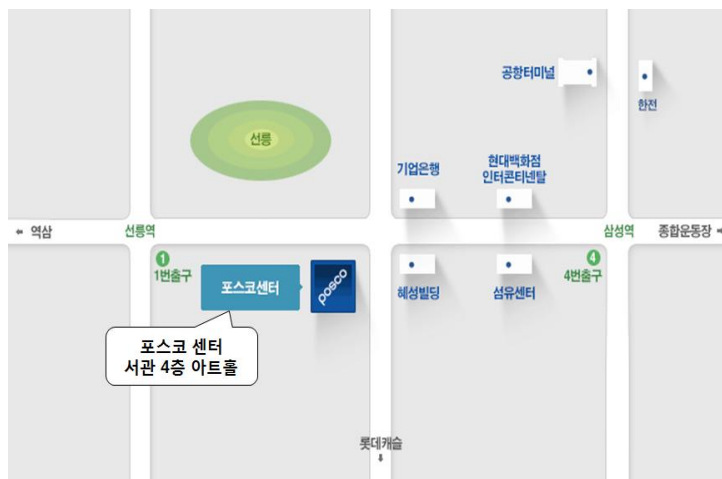 공항터미널
한전
선릉
기업은행
현대백화점
인터콘티넨탈
← 역삼
선릉역
삼성역
종합운동장 →
1
1번출구
포스코센터
posco
혜성빌딩
섬유센터
4
4번출구
포스코 센터
서관 4층 아트홀
롯데캐슬
↓